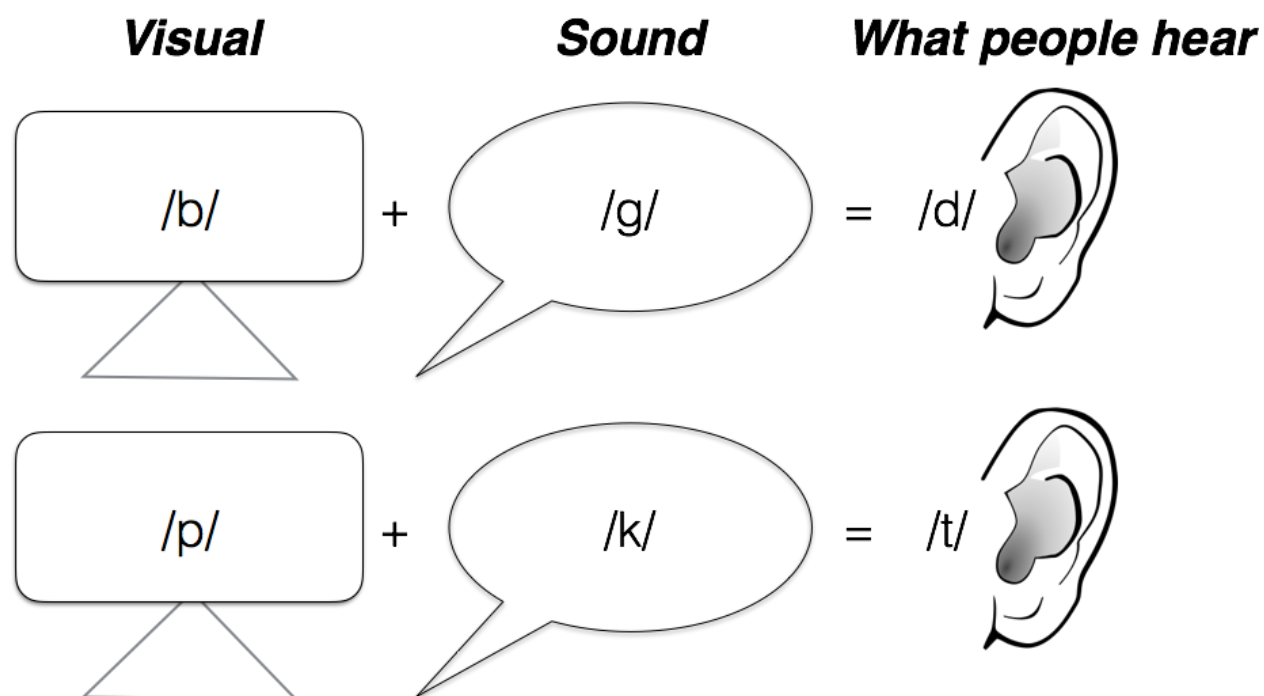 Visual Sound What people hear
/b/ + /g/ = /d/
/p/ + /k/ = /t/